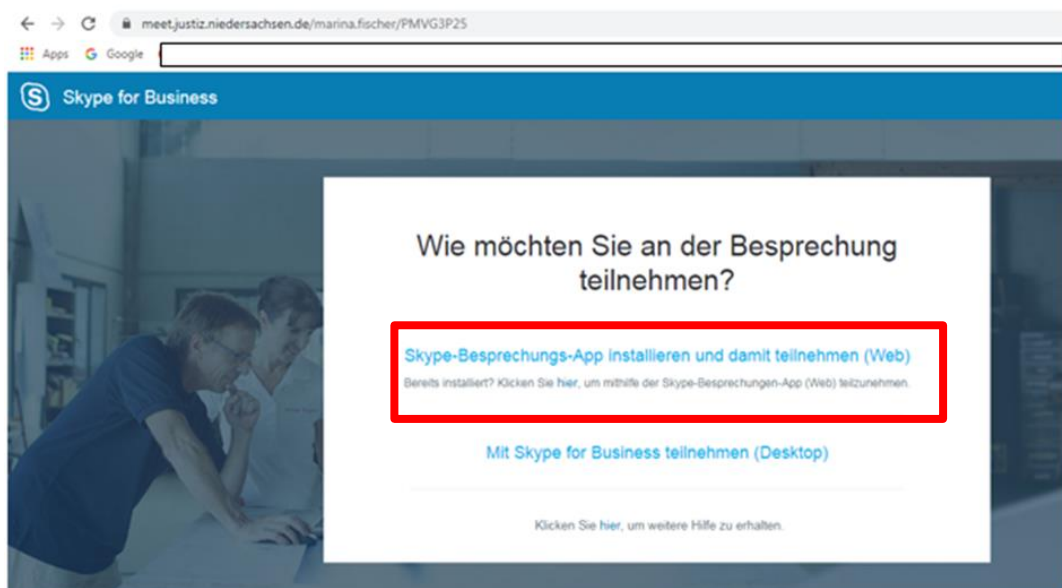 meet.justiz.niedersachsen.de/marina.fischer/PMVG3P25
Apps Google
Skype for Business
Wie möchten Sie an der Besprechung
teilnehmen?
Skype-Besprechungs-App installieren und damit teilnehmen (Web)
Bereits installiert? Klicken Sie hier, um mithilfe der Skype-Besprechungen-App (Web) teilzunehmen.
Mit Skype for Business teilnehmen (Desktop)
Klicken Sie hier, um weitere Hilfe zu erhalten.